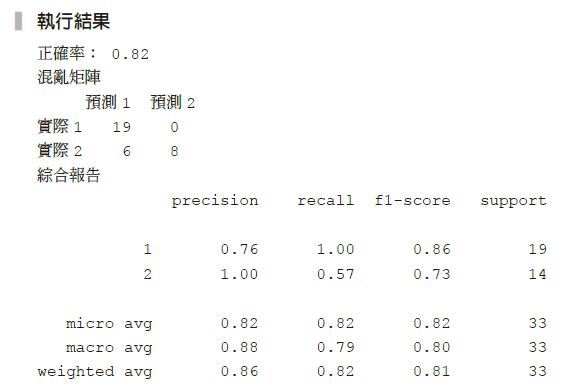 執行結果
正確率： 0.82
混亂矩陣
預測 1 預測 2
實際 1 19 0
實際 2 6 8
綜合報告
precision recall f1-score support
1 0.76 1.00 0.86 19
2 1.00 0.57 0.73 14
micro avg 0.82 0.82 0.82 33
macro avg 0.88 0.79 0.80 33
weighted avg 0.86 0.82 0.81 33